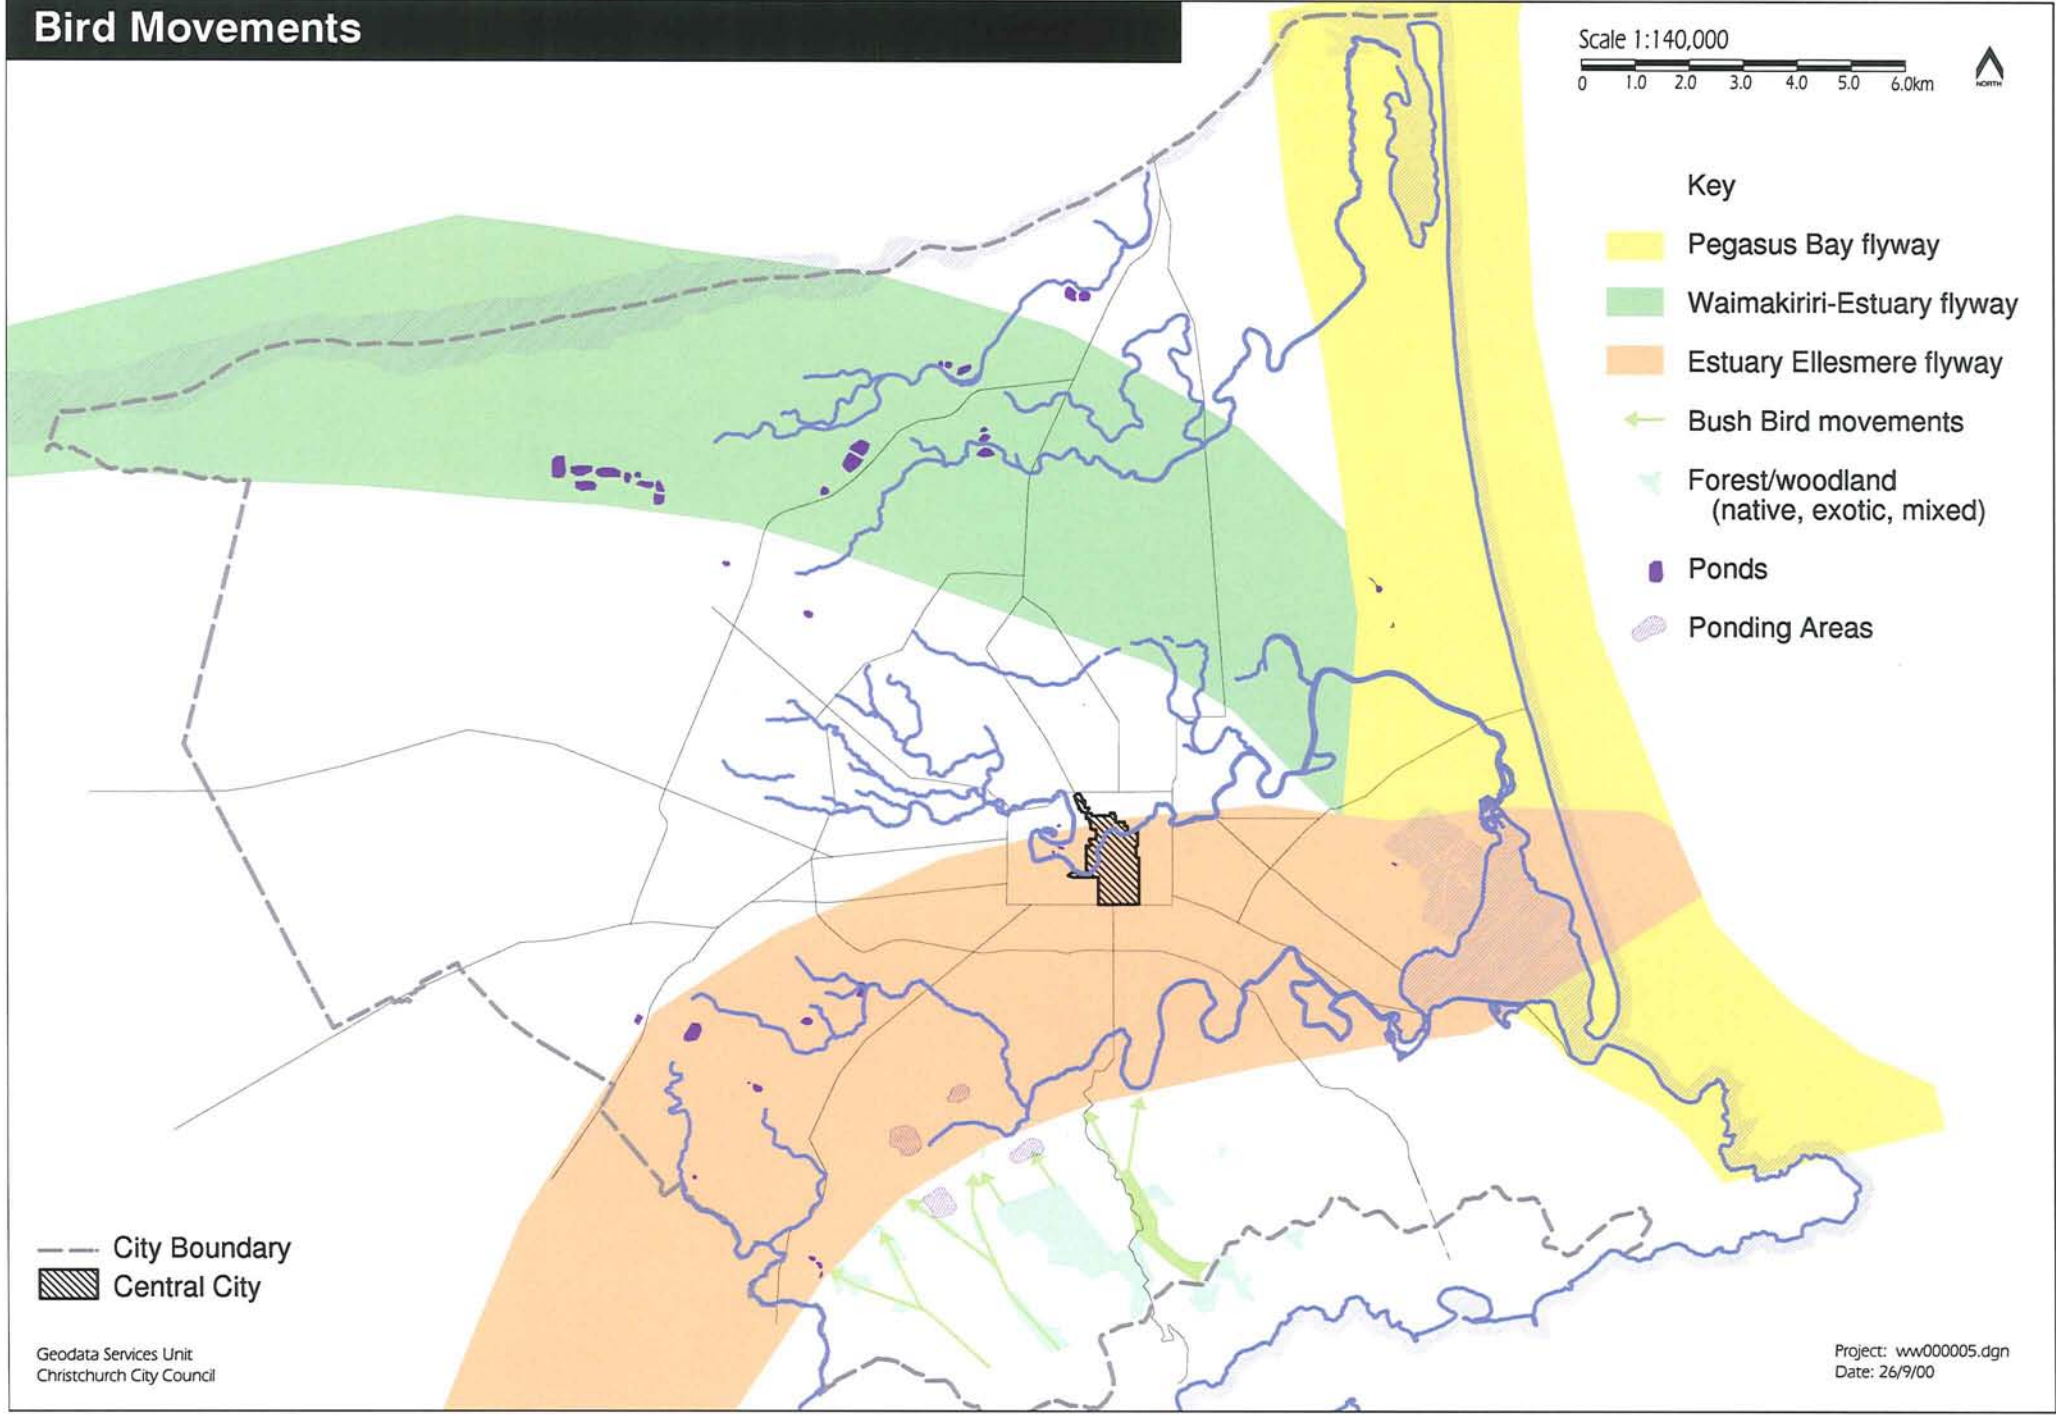 Bird Movements
Scale 1:140,000
0 1.0 2.0 3.0 4.0 5.0 6.0km
NORTH
Key
Pegasus Bay flyway
Waimakiriri-Estuary flyway
Estuary Ellesmere flyway
Bush Bird movements
Forest/woodland
(native, exotic, mixed)
Ponds
Ponding Areas
City Boundary
Central City
Geodata Services Unit
Christchurch City Council
Project: ww000005.dgn
Date: 26/9/00